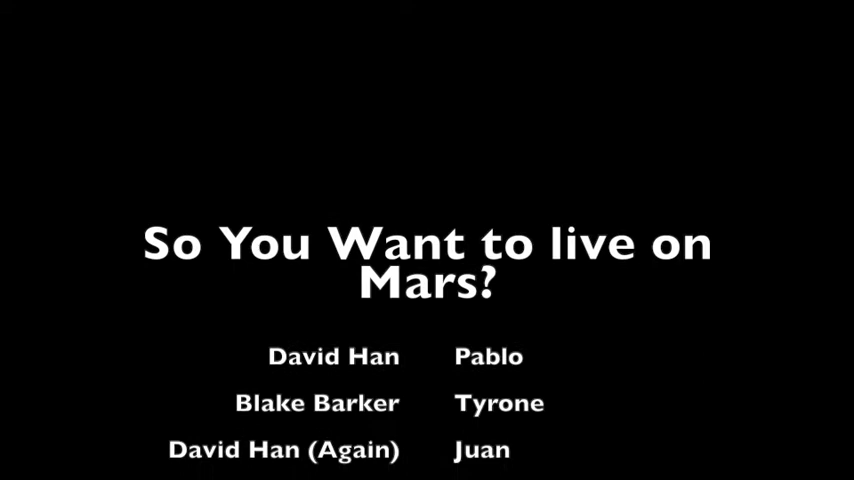 So You Want to live on
Mars?
David Han Pablo
Blake Barker Tyrone
David Han (Again) Juan